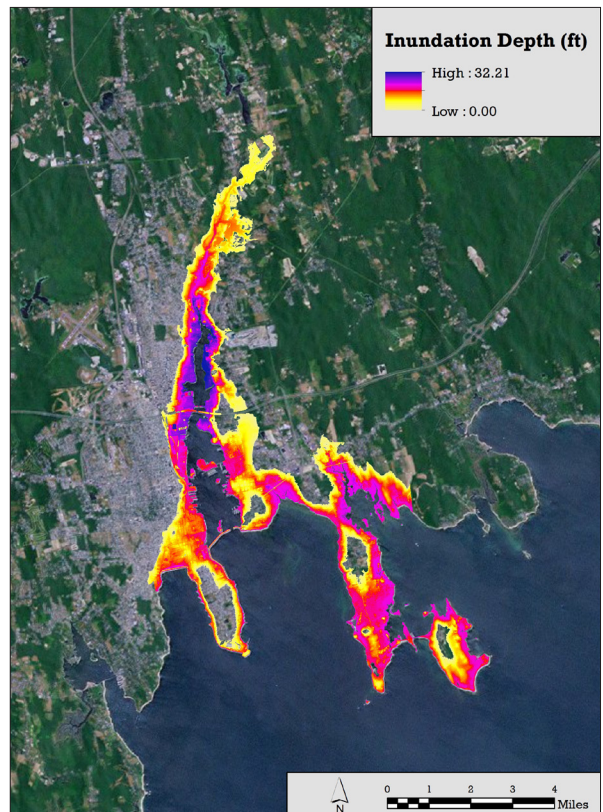 Inundation Depth (ft)
High : 32.21
Low : 0.00
N
0 1 2 3 4
Miles